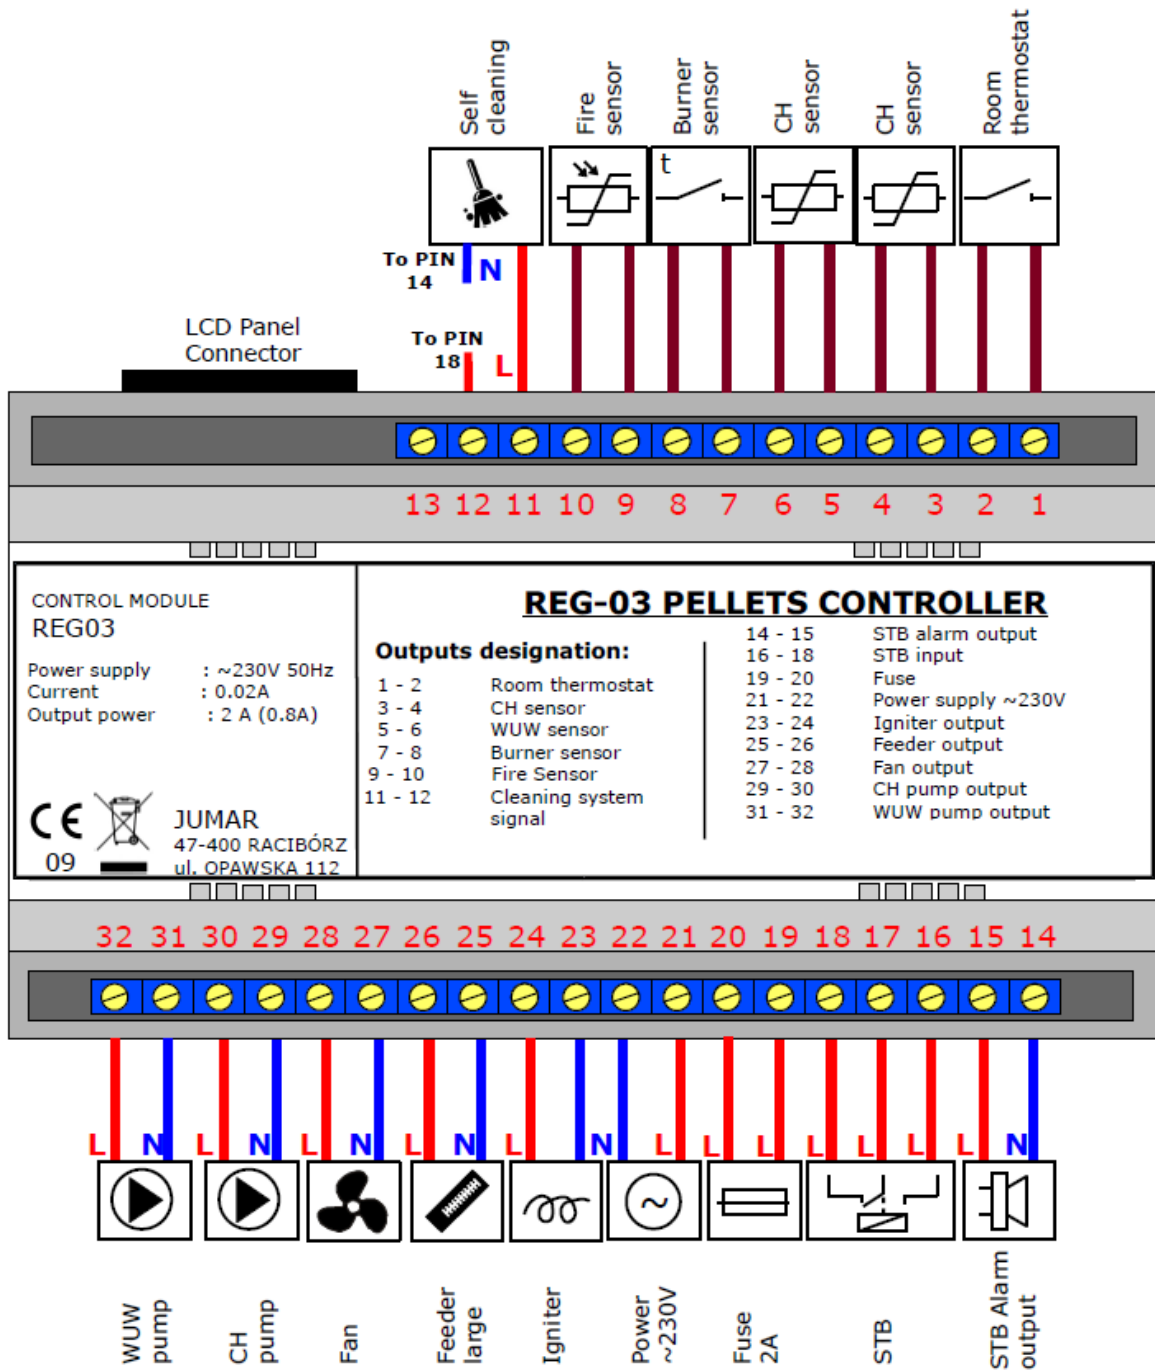 Self
cleaning
Fire
sensor
Burner
sensor
CH
sensor
CH
sensor
Room
thermostat
t
To PIN
14
N
To PIN
18
L
LCD Panel
Connector
13 12 11 10 9 8 7 6 5 4 3 2 1
CONTROL MODULE
REG03
Power supply : ~230V 50Hz
Current : 0.02A
Output power : 2 A (0.8A)
CE
09
JUMAR
47-400 RACIBÓRZ
ul. OPAWSKA 112
REG-03 PELLETS CONTROLLER
Outputs designation:
1 - 2 Room thermostat
3 - 4 CH sensor
5 - 6 WUW sensor
7 - 8 Burner sensor
9 - 10 Fire Sensor
11 - 12 Cleaning system
signal
14 - 15 STB alarm output
16 - 18 STB input
19 - 20 Fuse
21 - 22 Power supply ~230V
23 - 24 Igniter output
25 - 26 Feeder output
27 - 28 Fan output
29 - 30 CH pump output
31 - 32 WUW pump output
32 31 30 29 28 27 26 25 24 23 22 21 20 19 18 17 16 15 14
L N L N L N L N L N L L L L L L L N
~
WUW
pump
CH
pump
Fan
Feeder
large
Igniter
Power
~230V
Fuse
2A
STB
STB Alarm
output